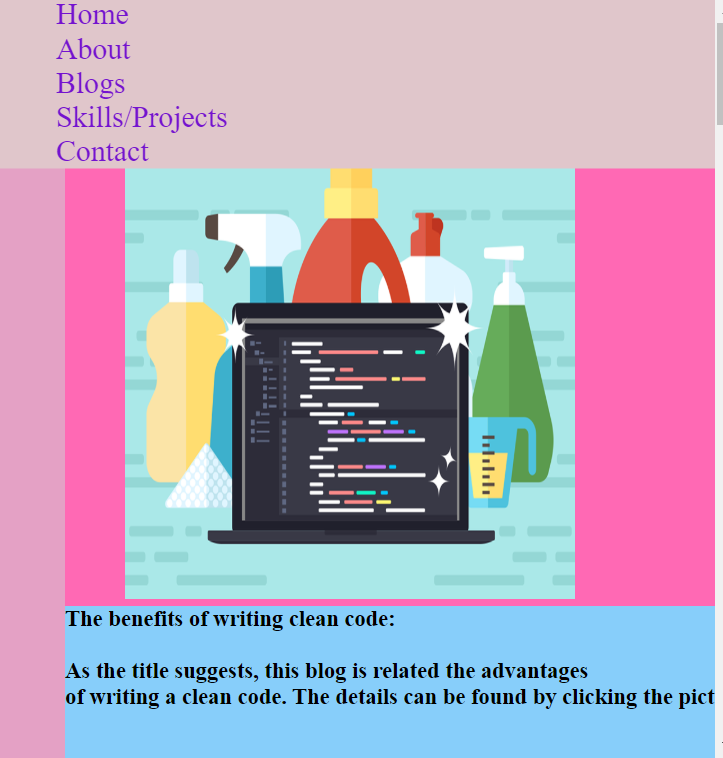 Home
About
Blogs
Skills/Projects
Contact
The benefits of writing clean code:
As the title suggests, this blog is related the advantages
of writing a clean code. The details can be found by clicking the pict